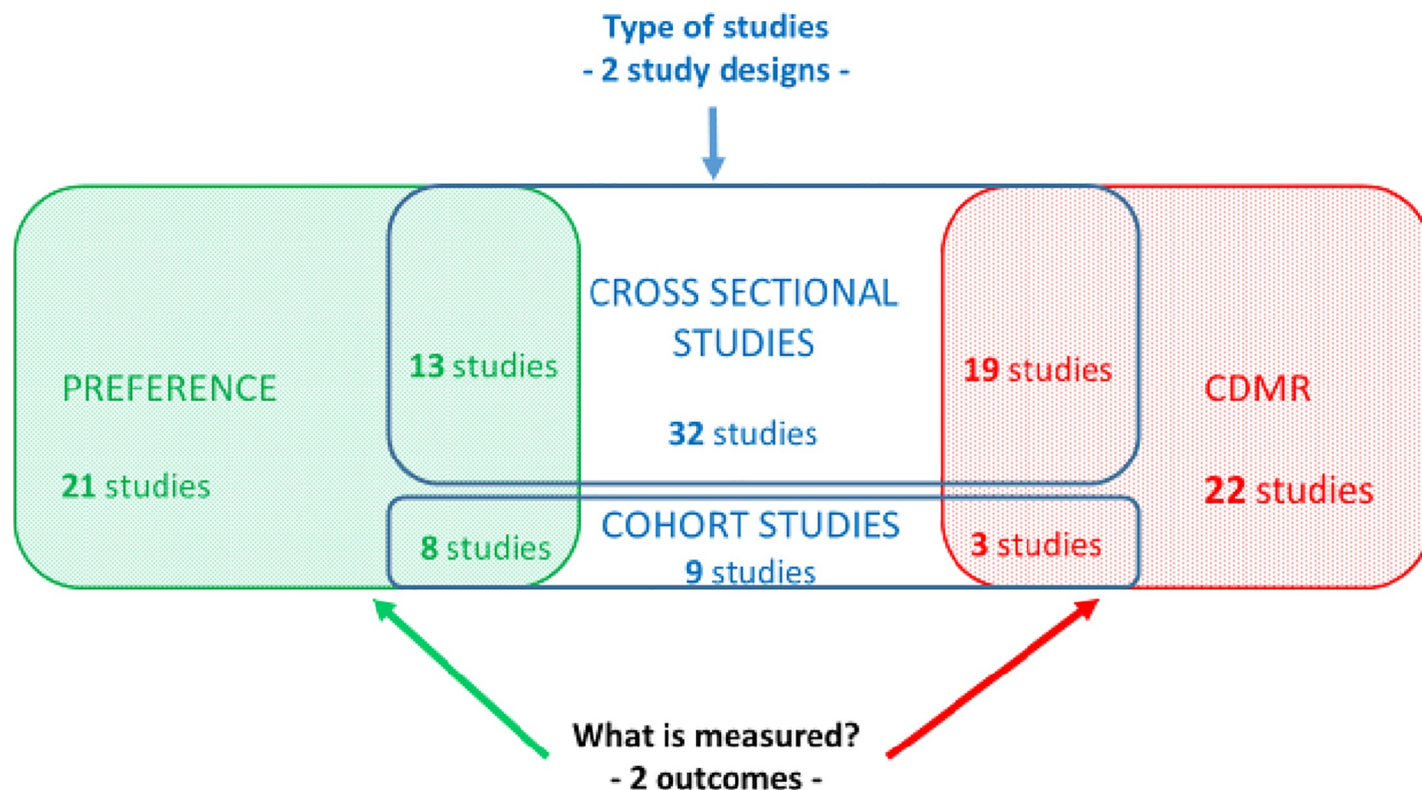 Type of studies
- 2 study designs -
CROSS SECTIONAL
STUDIES
13 studies
19 studies
PREFERENCE
CDMR
32 studies
21 studies
22 studies
COHORT STUDIES
8 studies
3 studies
9 studies
What is measured?
- 2 outcomes -